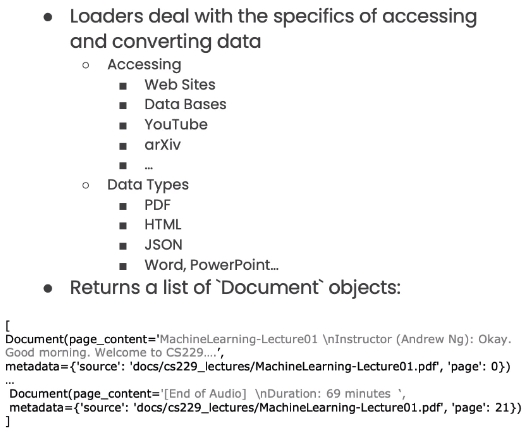 ● Loaders deal with the specifics of accessing
and converting data
○ Accessing
■ Web Sites
■ Data Bases
■ YouTube
■ arXiv
■ …
○ Data Types
■ PDF
■ HTML
■ JSON
■ Word, PowerPoint…
● Returns a list of `Document` objects:
[
Document(page_content='MachineLearning-Lecture01 \nInstructor (Andrew Ng): Okay.
Good morning. Welcome to CS229….',
metadata={'source': 'docs/cs229_lectures/MachineLearning-Lecture01.pdf', 'page': 0})
…
Document(page_content='[End of Audio] \nDuration: 69 minutes ',
metadata={'source': 'docs/cs229_lectures/MachineLearning-Lecture01.pdf', 'page': 21})
]